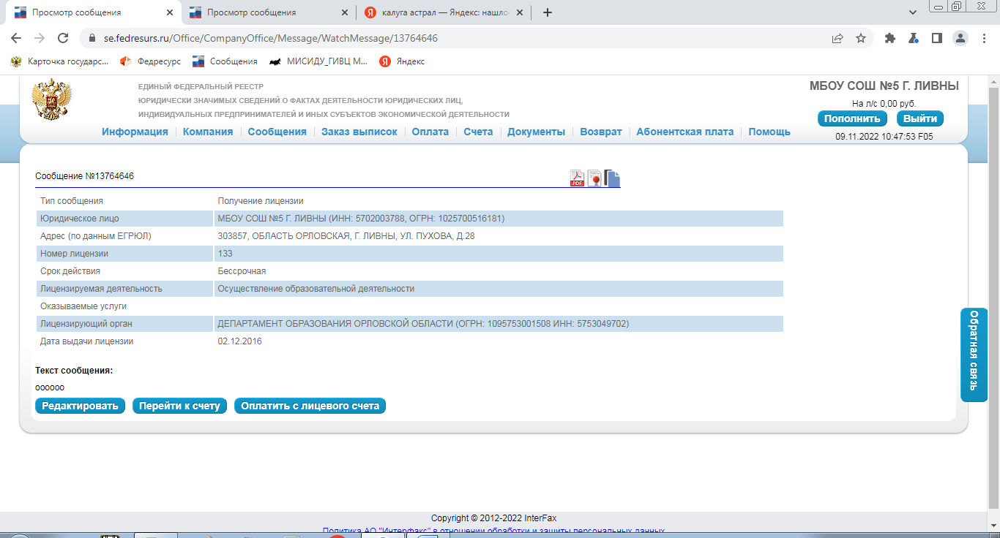 Просмотр сообщения
Просмотр сообщения
калуга астрал — Яндекс: нашло
se.fedresurs.ru/Office/CompanyOffice/Message/WatchMessage/13764646
Карточка государс... Федресурс Сообщения МИСИДУ_ГИВЦ М... Яндекс
ЕДИНЫЙ ФЕДЕРАЛЬНЫЙ РЕЕСТР
ЮРИДИЧЕСКИ ЗНАЧИМЫХ СВЕДЕНИЙ О ФАКТАХ ДЕЯТЕЛЬНОСТИ ЮРИДИЧЕСКИХ ЛИЦ,
ИНДИВИДУАЛЬНЫХ ПРЕДПРИНИМАТЕЛЕЙ И ИНЫХ СУБЪЕКТОВ ЭКОНОМИЧЕСКОЙ ДЕЯТЕЛЬНОСТИ
МБОУ СОШ №5 Г. ЛИВНЫ
На л/с 0,00 руб.
Пополнить Выйти
09.11.2022 10:47:53 F05
Информация Компания Сообщения Заказ выписок Оплата Счета Документы Возврат Абонентская плата Помощь
Сообщение №13764646
PDF
Тип сообщения Получение лицензии
Юридическое лицо МБОУ СОШ №5 Г. ЛИВНЫ (ИНН: 5702003788, ОГРН: 1025700516181)
Адрес (по данным ЕГРЮЛ) 303857, ОБЛАСТЬ ОРЛОВСКАЯ, Г. ЛИВНЫ, УЛ. ПУХОВА, Д.28
Номер лицензии 133
Срок действия Бессрочная
Лицензируемая деятельность Осуществление образовательной деятельности
Оказываемые услуги
Лицензирующий орган ДЕПАРТАМЕНТ ОБРАЗОВАНИЯ ОРЛОВСКОЙ ОБЛАСТИ (ОГРН: 1095753001508 ИНН: 5753049702)
Дата выдачи лицензии 02.12.2016
Текст сообщения:
оооооо
Редактировать Перейти к счету Оплатить с лицевого счета
Обратная связь
Copyright © 2012-2022 InterFax
Политика АО "Интерфакс" в отношении обработки и защиты персональных данных